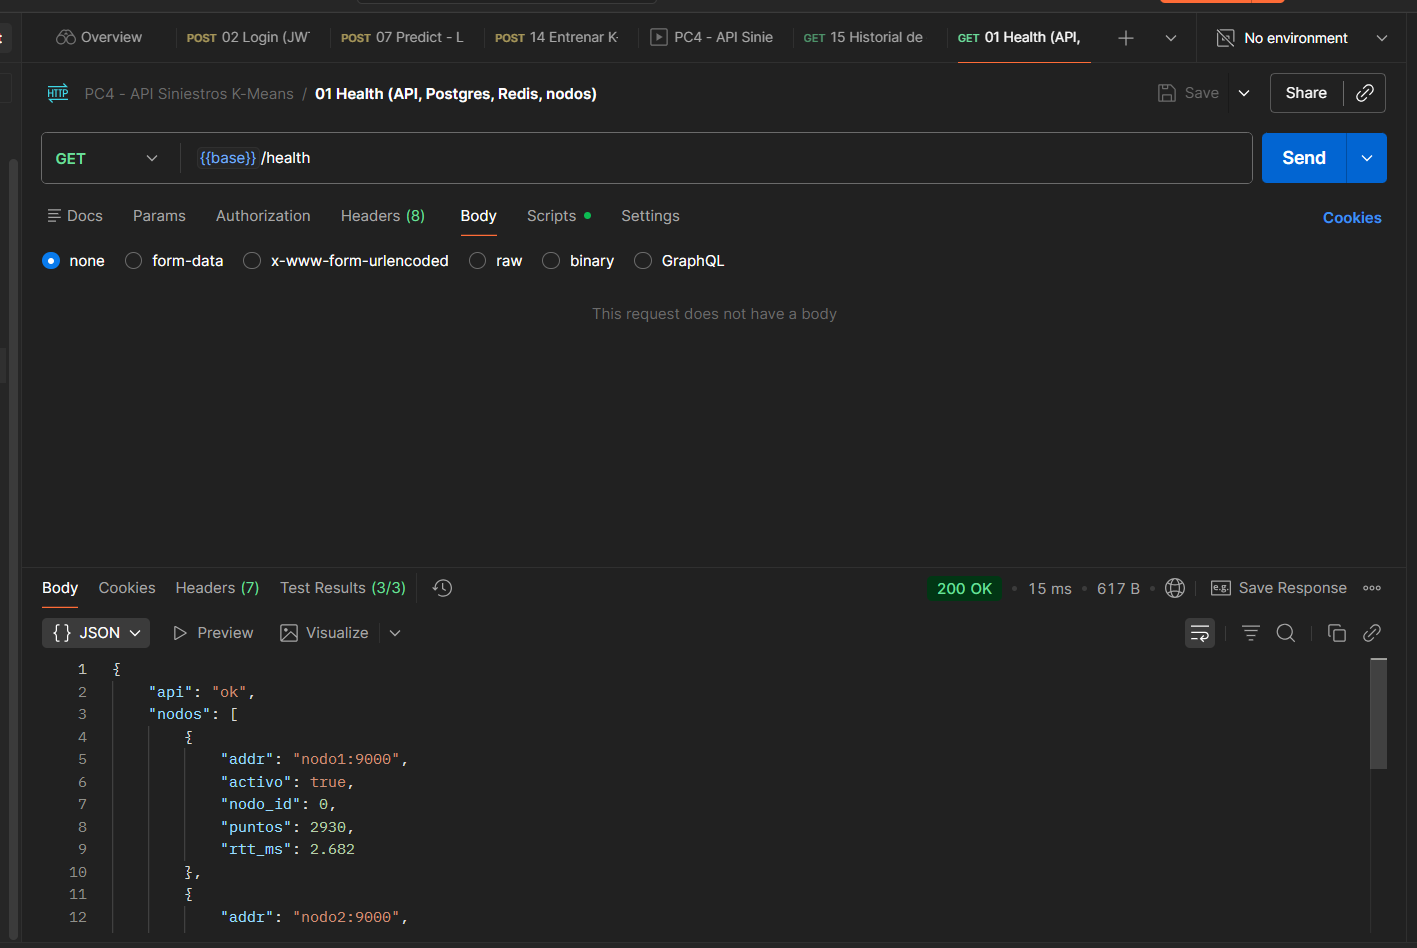 Overview
POST 02 Login (JW
POST 07 Predict - L
POST 14 Entrenar K-
PC4 - API Sinie
GET 15 Historial de
GET 01 Health (API,
No environment
HTTP
PC4 - API Siniestros K-Means / 01 Health (API, Postgres, Redis, nodos)
Save
Share
GET
{{base}}/health
Send
Docs
Params
Authorization
Headers (8)
Body
Scripts
Settings
Cookies
none
form-data
x-www-form-urlencoded
raw
binary
GraphQL
This request does not have a body
Body
Cookies
Headers (7)
Test Results (3/3)
200 OK
15 ms
617 B
e.g.
Save Response
{} JSON
Preview
Visualize
1 {
2 "api": "ok",
3 "nodos": [
4 {
5 "addr": "nodo1:9000",
6 "activo": true,
7 "nodo_id": 0,
8 "puntos": 2930,
9 "rtt_ms": 2.682
10 },
11 {
12 "addr": "nodo2:9000",